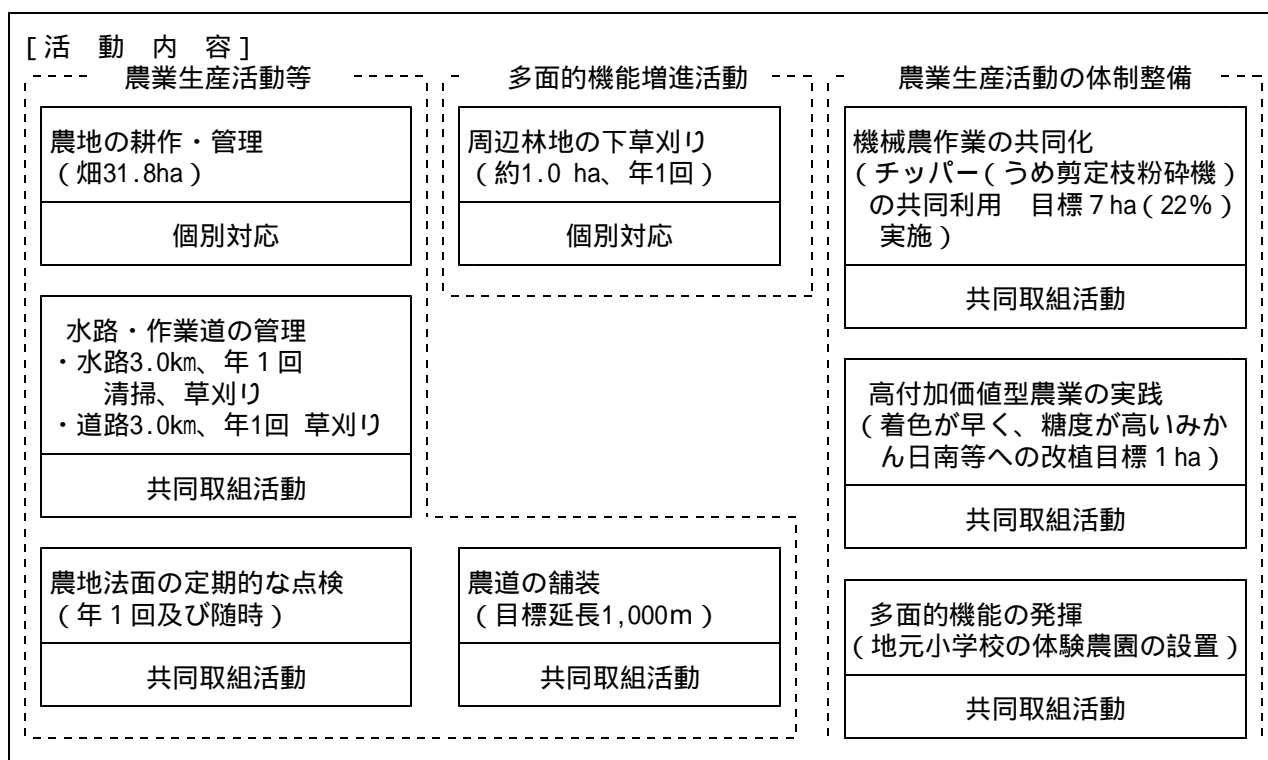 [活 動 内 容]
農業生産活動等
農地の耕作・管理
(畑31.8ha)
個別対応
水路・作業道の管理
・水路3.0㎞、年1回
清掃、草刈り
・道路3.0㎞、年1回 草刈り
共同取組活動
農地法面の定期的な点検
(年1回及び随時)
共同取組活動
農道の舗装
(目標延長1,000m)
共同取組活動
多面的機能増進活動
周辺林地の下草刈り
(約1.0 ha、年1回)
個別対応
農業生産活動の体制整備
機械農作業の共同化
(チッパー(うめ剪定枝粉砕機)
の共同利用 目標7ha(22%)
実施)
共同取組活動
高付加価値型農業の実践
(着色が早く、糖度が高いみか
ん日南等への改植目標1ha)
共同取組活動
多面的機能の発揮
(地元小学校の体験農園の設置)
共同取組活動